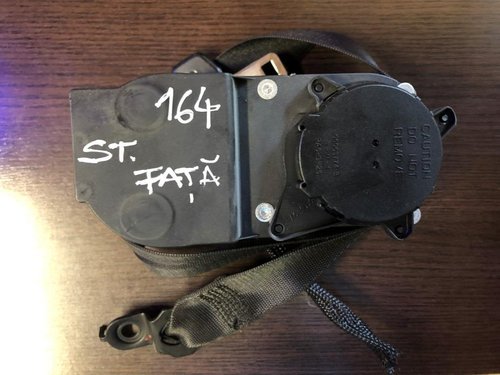 164
ST.
FAȚĂ
CAUTION
DO NOT
REMOVE